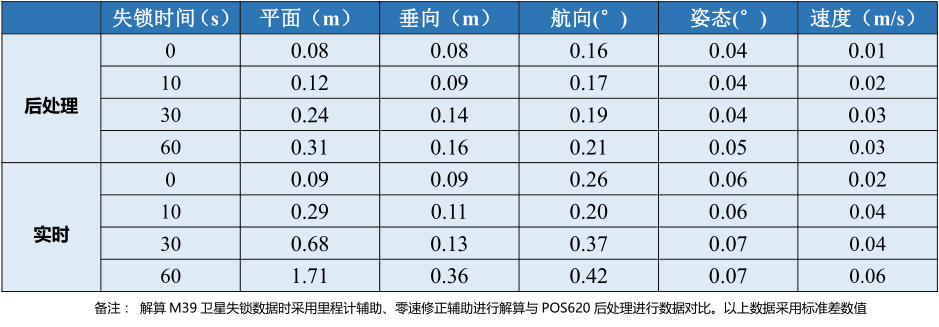 失锁时间（s） 平面（m） 垂向（m） 航向(°) 姿态(°) 速度（m/s）
后处理 0 0.08 0.08 0.16 0.04 0.01
10 0.12 0.09 0.17 0.04 0.02
30 0.24 0.14 0.19 0.04 0.03
60 0.31 0.16 0.21 0.05 0.03
实时 0 0.09 0.09 0.26 0.06 0.02
10 0.29 0.11 0.20 0.06 0.04
30 0.68 0.13 0.37 0.07 0.04
60 1.71 0.36 0.42 0.07 0.06
备注： 解算 M39 卫星失锁数据时采用里程计辅助、零速修正辅助进行解算与 POS620 后处理进行数据对比。以上数据采用标准差数值